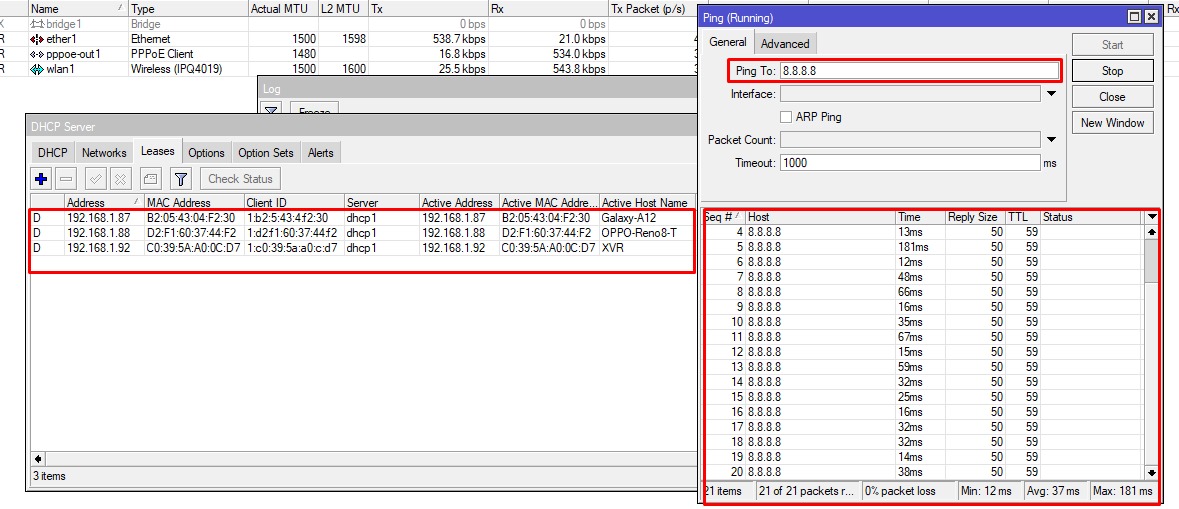 Name / Type Actual MTU L2 MTU Tx Rx Tx Packet (p/s) Rx
bridge1 Bridge 0 bps 0 bps
R ether1 Ethernet 1500 1598 538.7 kbps 21.0 kbps
R pppoe-out1 PPPoE Client 1480 16.8 kbps 534.0 kbps
R wlan1 Wireless (IPQ4019) 1500 1600 25.5 kbps 543.8 kbps
Log
Freeze
DHCP Server
DHCP Networks Leases Options Option Sets Alerts
Check Status
Address / MAC Address Client ID Server Active Address Active MAC Addre... Active Host Name
D 192.168.1.87 B2:05:43:04:F2:30 1:b2:5:43:4:f2:30 dhcp1 192.168.1.87 B2:05:43:04:F2:30 Galaxy-A12
D 192.168.1.88 D2:F1:60:37:44:F2 1:d2:f1:60:37:44:f2 dhcp1 192.168.1.88 D2:F1:60:37:44:F2 OPPO-Reno8-T
D 192.168.1.92 C0:39:5A:A0:0C:D7 1:c0:39:5a:a0:c:d7 dhcp1 192.168.1.92 C0:39:5A:A0:0C:D7 XVR
3 items
Ping (Running)
General Advanced
Ping To: 8.8.8.8
Interface:
ARP Ping
Packet Count:
Timeout: 1000 ms
Start
Stop
Close
New Window
Seq # / Host Time Reply Size TTL Status
4 8.8.8.8 13ms 50 59
5 8.8.8.8 181ms 50 59
6 8.8.8.8 12ms 50 59
7 8.8.8.8 48ms 50 59
8 8.8.8.8 66ms 50 59
9 8.8.8.8 16ms 50 59
10 8.8.8.8 35ms 50 59
11 8.8.8.8 67ms 50 59
12 8.8.8.8 15ms 50 59
13 8.8.8.8 59ms 50 59
14 8.8.8.8 32ms 50 59
15 8.8.8.8 25ms 50 59
16 8.8.8.8 16ms 50 59
17 8.8.8.8 32ms 50 59
18 8.8.8.8 32ms 50 59
19 8.8.8.8 14ms 50 59
20 8.8.8.8 38ms 50 59
21 items 21 of 21 packets r... 0% packet loss Min: 12 ms Avg: 37 ms Max: 181 ms